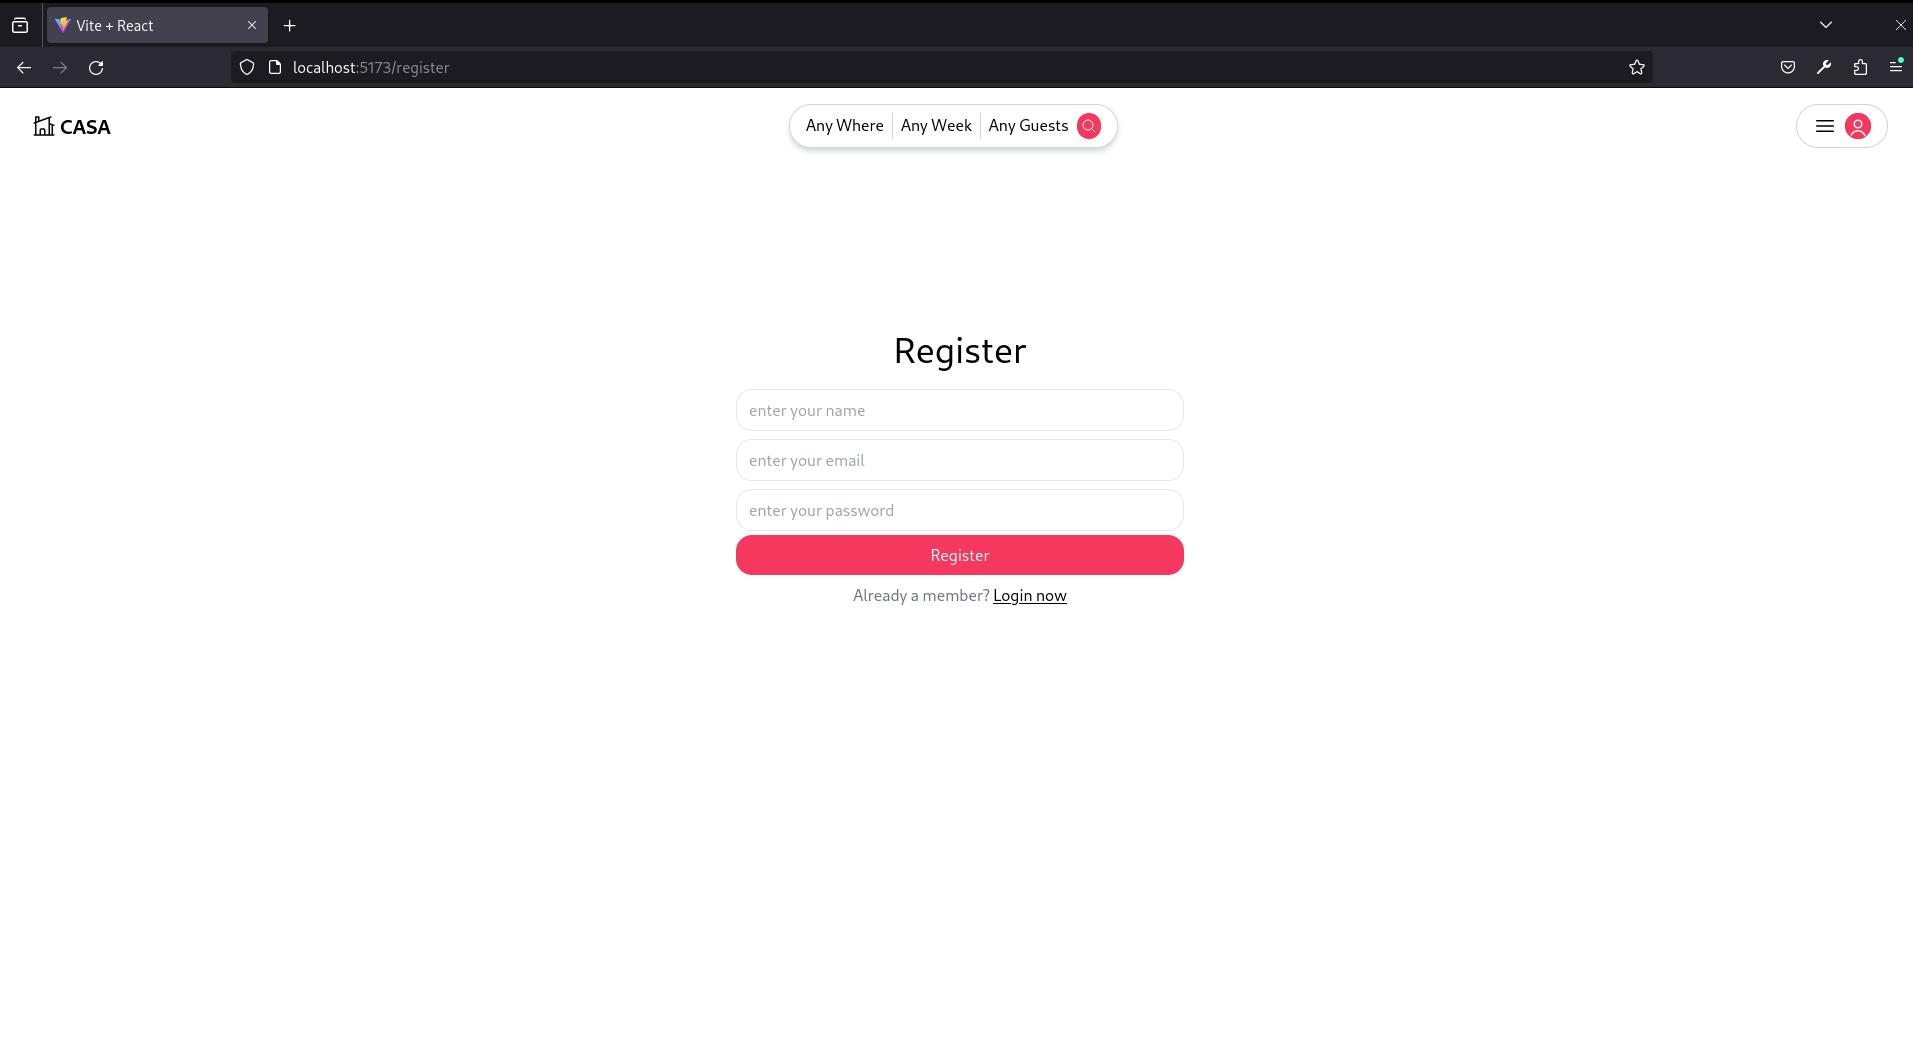 Vite + React
localhost:5173/register
CASA
Any Where Any Week Any Guests
Register
enter your name
enter your email
enter your password
Register
Already a member? Login now